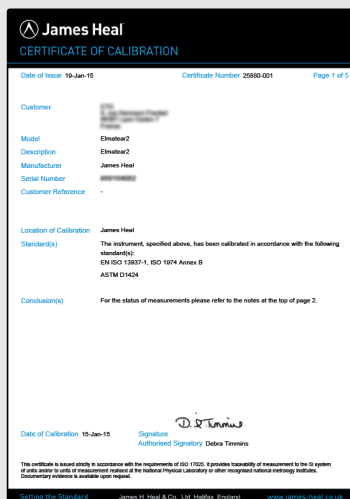 James Heal
CERTIFICATE OF CALIBRATION
Date of Issue 19-Jan-15 Certificate Number 25880-001 Page 1 of 5
Customer
Model Elmatear2
Description Elmatear2
Manufacturer James Heal
Serial Number
Customer Reference -
Location of Calibration James Heal
Standard(s) The instrument, specified above, has been calibrated in accordance with the following
standard(s):
EN ISO 13937-1, ISO 1974 Annex B
ASTM D1424
Conclusion(s) For the status of measurements please refer to the notes at the top of page 2.
D. E. Timmins
Date of Calibration 15-Jan-15 Signature
Authorised Signatory Debra Timmins
This certificate is issued strictly in accordance with the requirements of ISO 17025. It provides traceability of measurement to the SI system
of units and/or to units of measurement realised at the National Physical Laboratory or other recognised national metrology institutes.
Documentary evidence is available upon request.
Setting the Standard James H. Heal & Co. Ltd. Halifax, England www.james-heal.co.uk